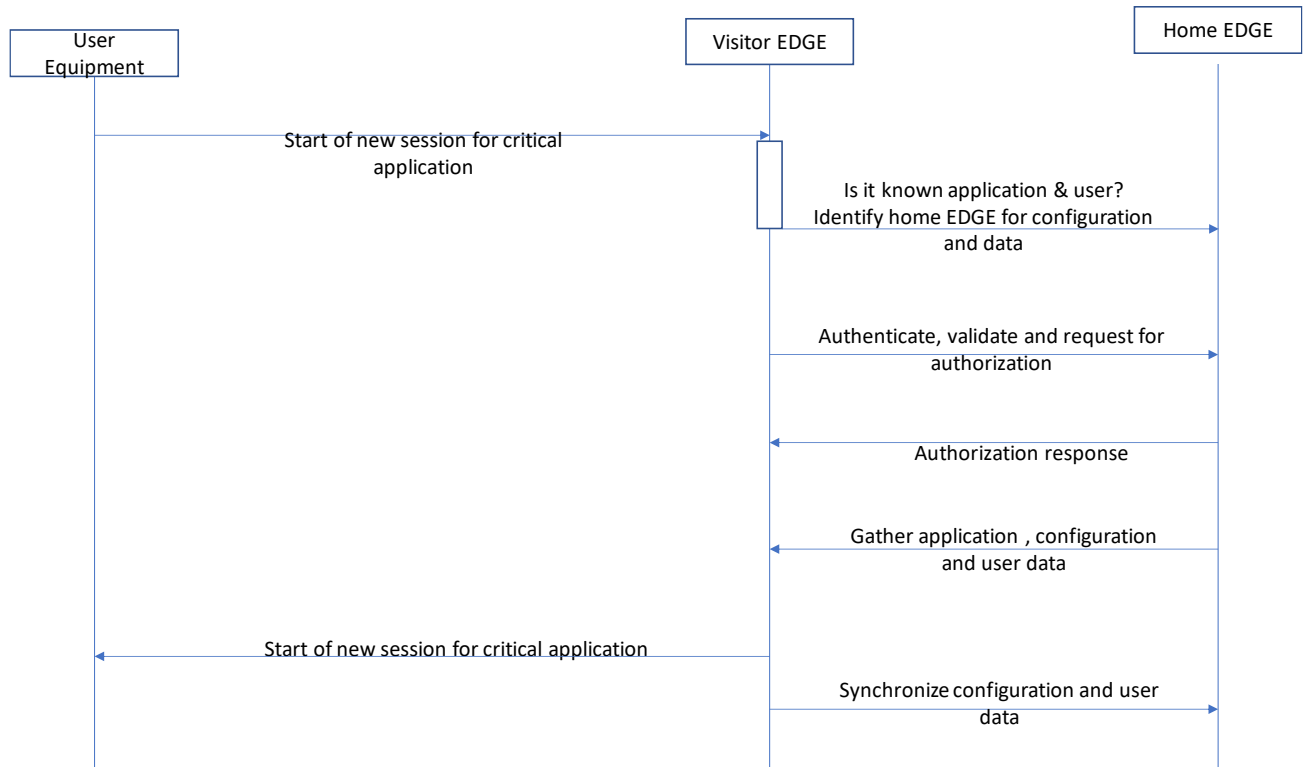 User
Equipment
Visitor EDGE
Home EDGE
Start of new session for critical
application
Is it known application & user?
Identify home EDGE for configuration
and data
Authenticate, validate and request for
authorization
Authorization response
Gather application , configuration
and user data
Start of new session for critical application
Synchronize configuration and user
data